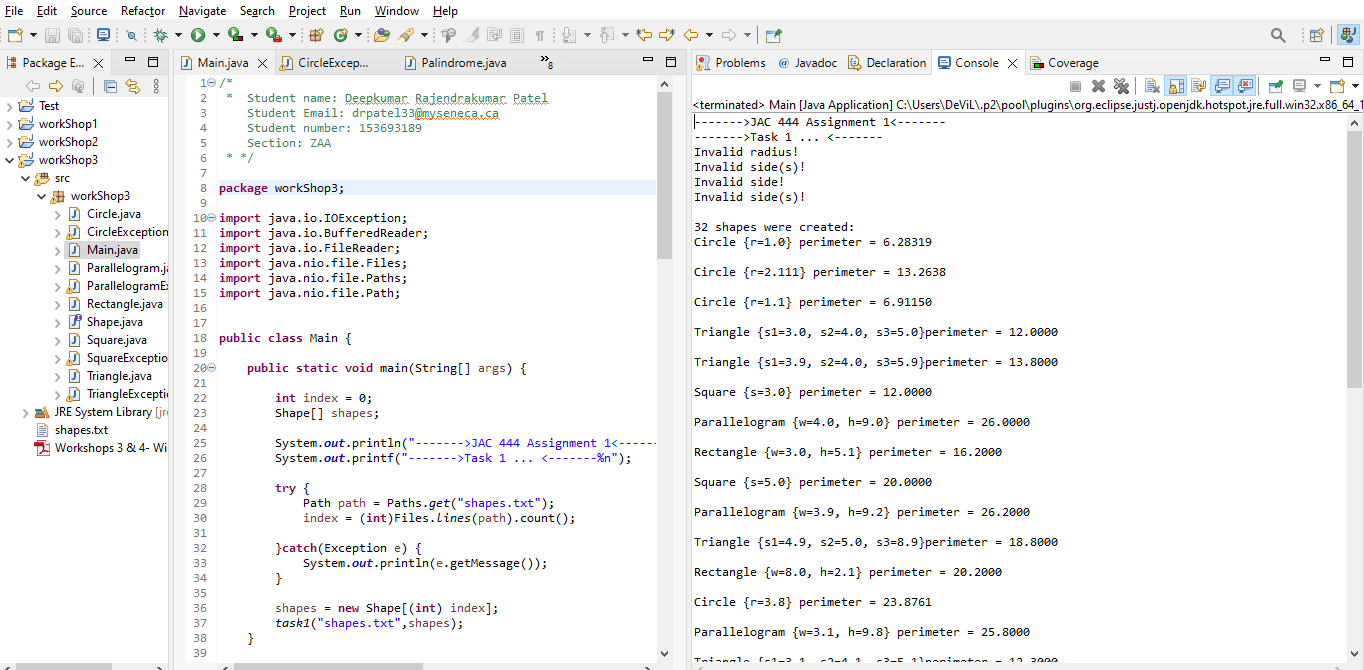 File Edit Source Refactor Navigate Search Project Run Window Help
Package E...
Test
workShop1
workShop2
workShop3
src
workShop3
Circle.java
CircleException
Main.java
Parallelogram.ja
ParallelogramEx
Rectangle.java
Shape.java
Square.java
SquareExceptio
Triangle.java
TriangleExceptio
JRE System Library [jre
shapes.txt
Workshops 3 & 4- Wi
Main.java CircleExcep... Palindrome.java »8
1 /*
2 * Student name: Deepkumar Rajendrakumar Patel
3 Student Email: drpatel33@myseneca.ca
4 Student number: 153693189
5 Section: ZAA
6 * */
7
8 package workShop3;
9
10 import java.io.IOException;
11 import java.io.BufferedReader;
12 import java.io.FileReader;
13 import java.nio.file.Files;
14 import java.nio.file.Paths;
15 import java.nio.file.Path;
16
17
18 public class Main {
19
20 public static void main(String[] args) {
21
22 int index = 0;
23 Shape[] shapes;
24
25 System.out.println("------->JAC 444 Assignment 1<-----
26 System.out.printf("------->Task 1 ... <-------%n");
27
28 try {
29 Path path = Paths.get("shapes.txt");
30 index = (int)Files.lines(path).count();
31
32 }catch(Exception e) {
33 System.out.println(e.getMessage());
34 }
35
36 shapes = new Shape[(int) index];
37 task1("shapes.txt",shapes);
38 }
39
Problems @ Javadoc Declaration Console Coverage
<terminated> Main [Java Application] C:\Users\DeViL\.p2\pool\plugins\org.eclipse.justj.openjdk.hotspot.jre.full.win32.x86_64_1
------->JAC 444 Assignment 1<-------
------->Task 1 ... <-------
Invalid radius!
Invalid side(s)!
Invalid side!
Invalid side(s)!
32 shapes were created:
Circle {r=1.0} perimeter = 6.28319
Circle {r=2.111} perimeter = 13.2638
Circle {r=1.1} perimeter = 6.91150
Triangle {s1=3.0, s2=4.0, s3=5.0}perimeter = 12.0000
Triangle {s1=3.9, s2=4.0, s3=5.9}perimeter = 13.8000
Square {s=3.0} perimeter = 12.0000
Parallelogram {w=4.0, h=9.0} perimeter = 26.0000
Rectangle {w=3.0, h=5.1} perimeter = 16.2000
Square {s=5.0} perimeter = 20.0000
Parallelogram {w=3.9, h=9.2} perimeter = 26.2000
Triangle {s1=4.9, s2=5.0, s3=8.9}perimeter = 18.8000
Rectangle {w=8.0, h=2.1} perimeter = 20.2000
Circle {r=3.8} perimeter = 23.8761
Parallelogram {w=3.1, h=9.8} perimeter = 25.8000
Triangle {s1=3.1, s2=4.1, s3=5.1}perimeter = 12.3000